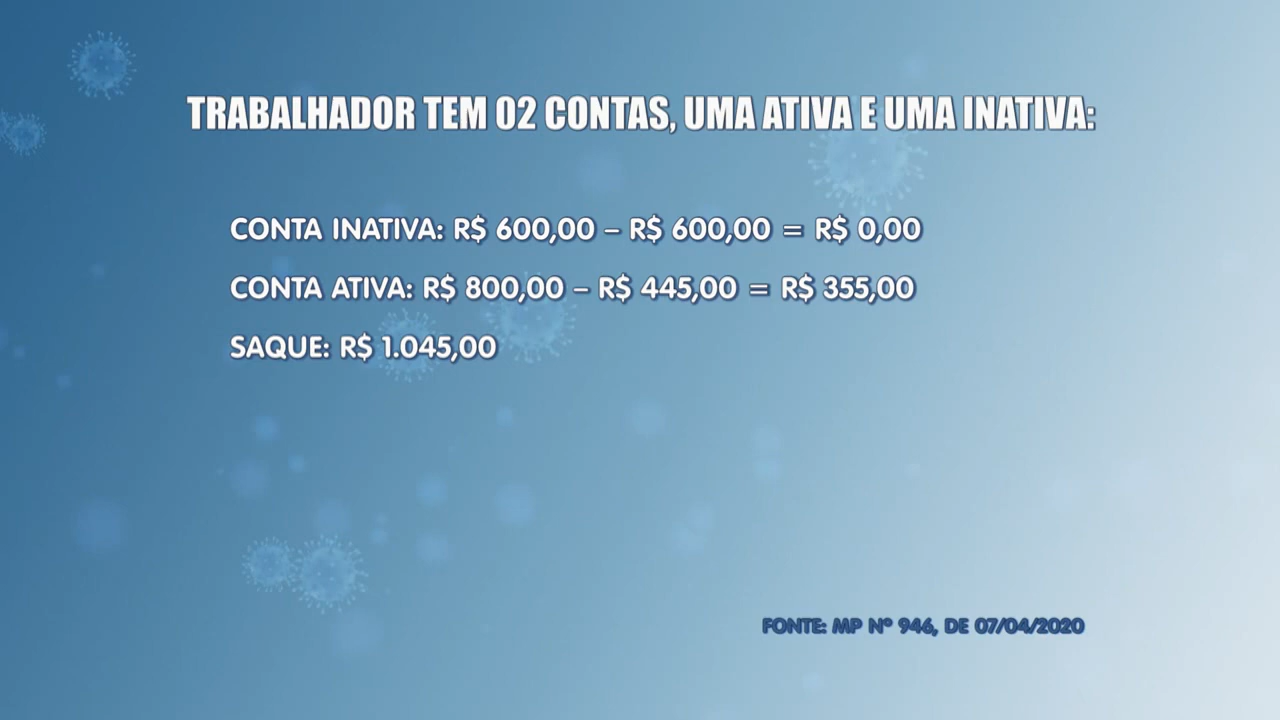 TRABALHADOR TEM 02 CONTAS, UMA ATIVA E UMA INATIVA:
CONTA INATIVA: R$ 600,00 – R$ 600,00 = R$ 0,00
CONTA ATIVA: R$ 800,00 – R$ 445,00 = R$ 355,00
SAQUE: R$ 1.045,00
FONTE: MP Nº 946, DE 07/04/2020